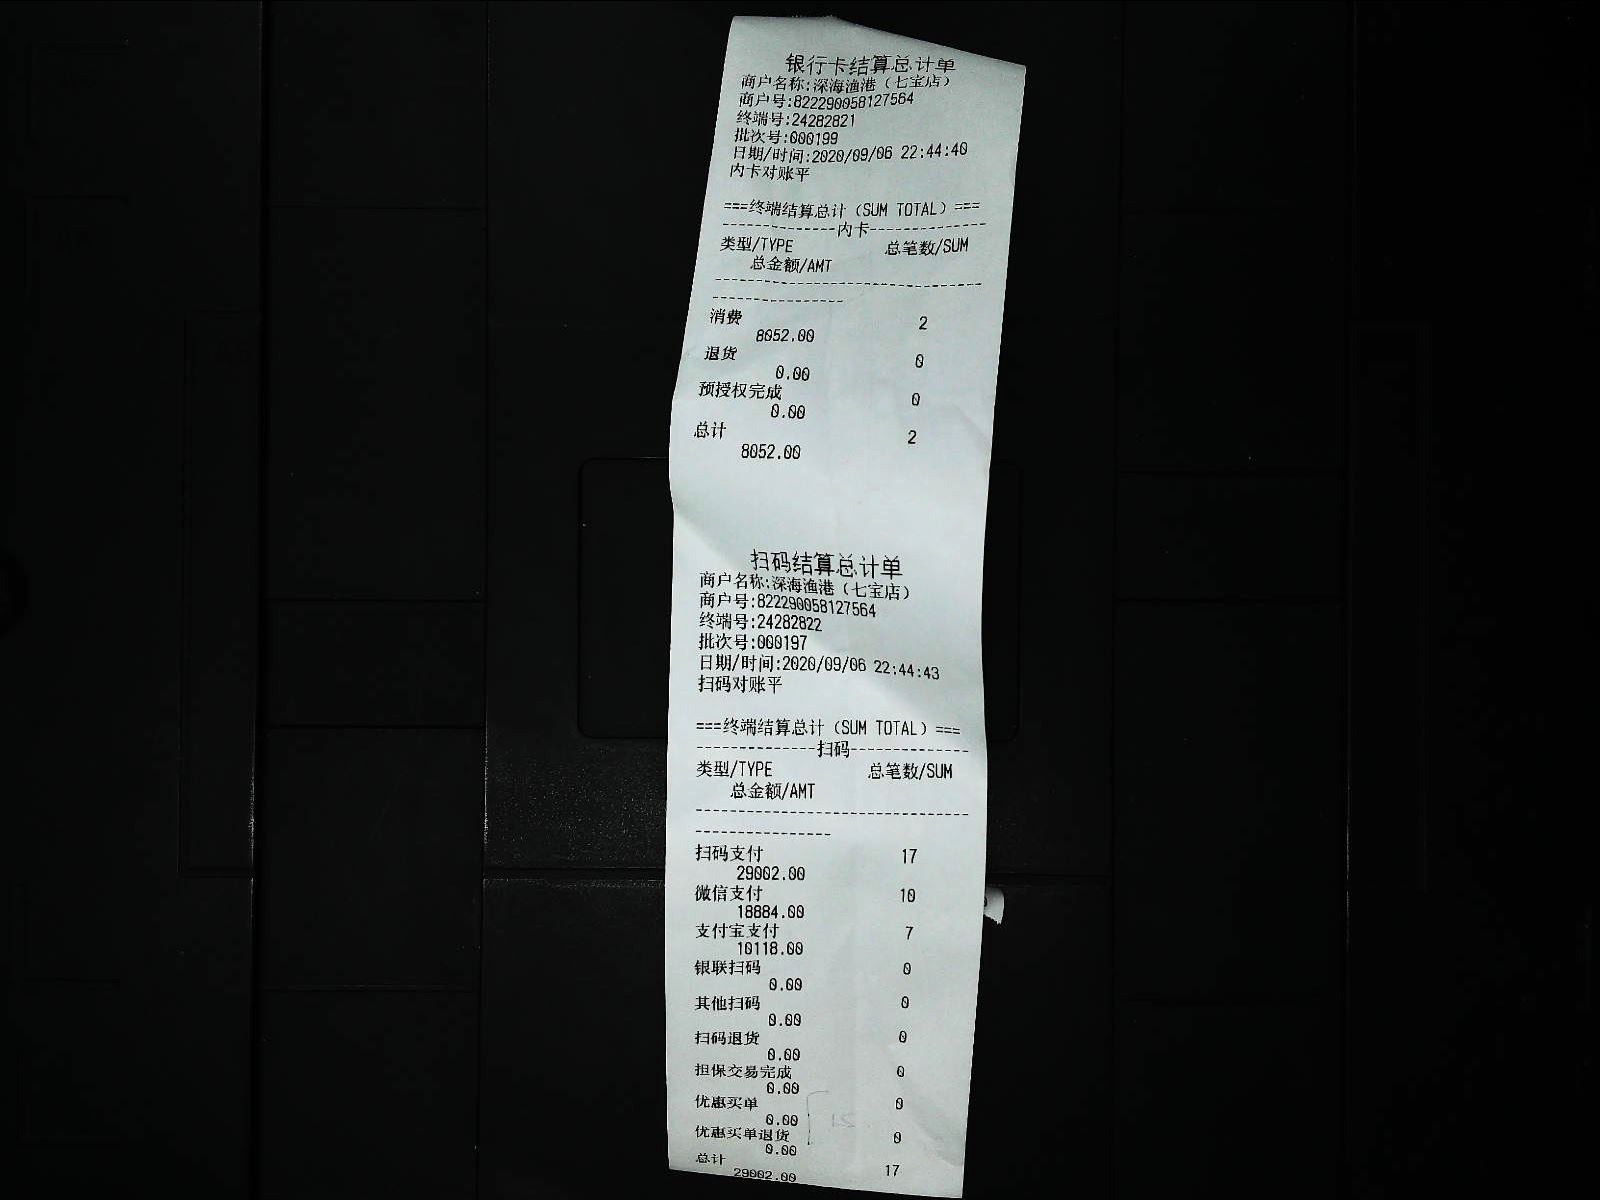 银行卡结算总计单
商户名称:深海渔港（七宝店）
商户号:822290058127564
终端号:24282821
批次号:000199
日期/时间:2020/09/06 22:44:40
内卡对账平
===终端结算总计（SUM TOTAL）===
--------------内卡--------------
类型/TYPE 总笔数/SUM
总金额/AMT
--------------------------------
----------------
消费 2
8052.00
退货 0
0.00
预授权完成 0
0.00
总计 2
8052.00
扫码结算总计单
商户名称:深海渔港（七宝店）
商户号:822290058127564
终端号:24282822
批次号:000197
日期/时间:2020/09/06 22:44:43
扫码对账平
===终端结算总计（SUM TOTAL）===
--------------扫码--------------
类型/TYPE 总笔数/SUM
总金额/AMT
--------------------------------
----------------
扫码支付 17
29002.00
微信支付 10
18884.00
支付宝支付 7
10118.00
银联扫码 0
0.00
其他扫码 0
0.00
扫码退货 0
0.00
担保交易完成 0
0.00
优惠买单 0
0.00
优惠买单退货 0
0.00
总计 17
29002.00